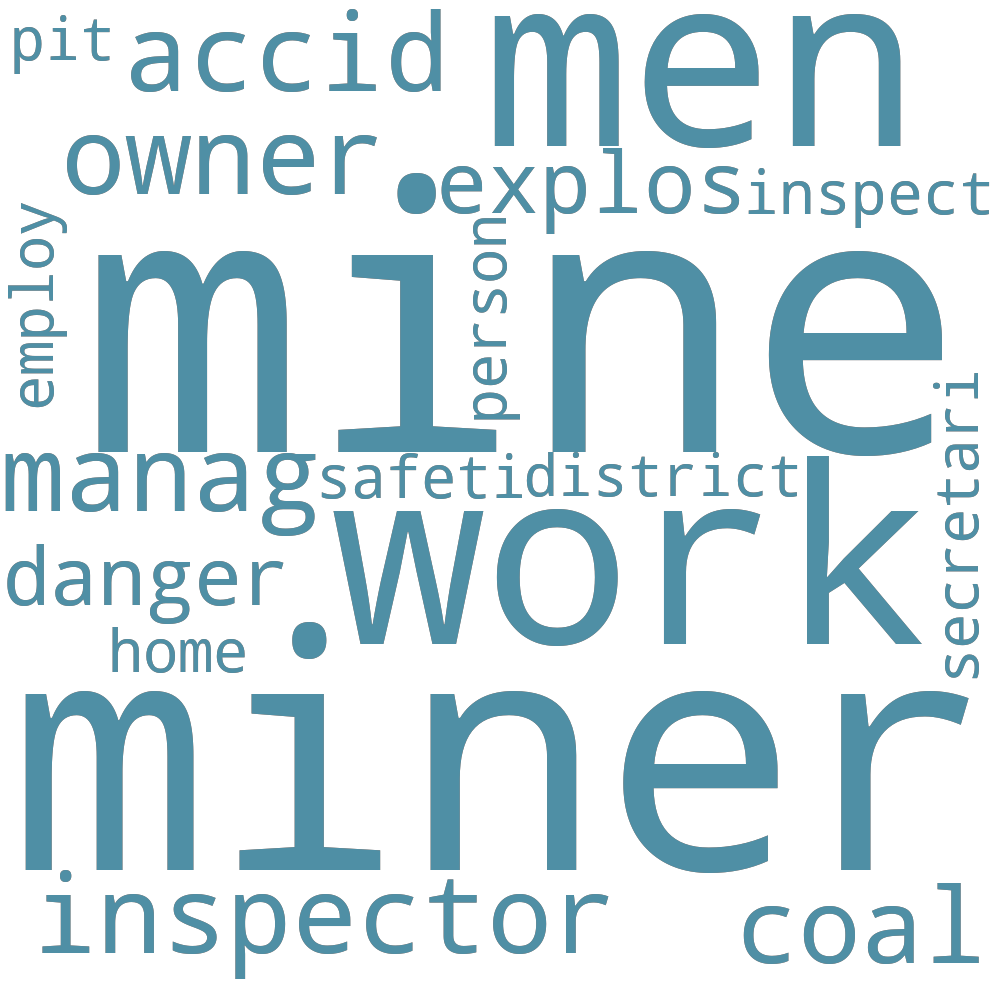 pit
accid
men
owner
explos
inspect
employ
mine
person
manag
safeti
district
work
secretari
danger
home
miner
inspector
coal